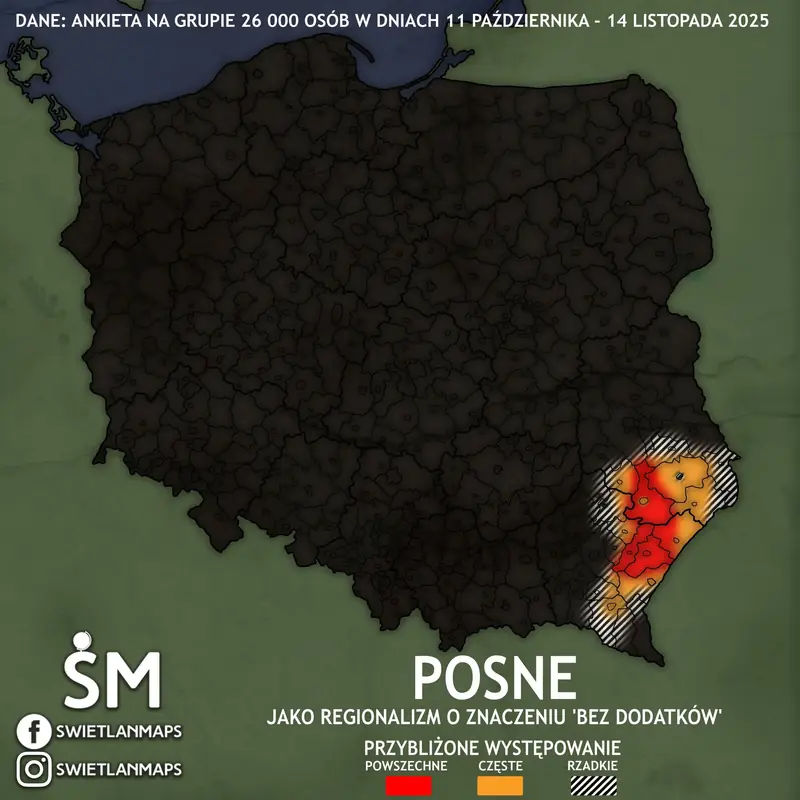 DANE: ANKIETA NA GRUPIE 26 000 OSÓB W DNIACH 11 PAŹDZIERNIKA - 14 LISTOPADA 2025
ŚM
SWIETLANMAPS
SWIETLANMAPS
POSNE
JAKO REGIONALIZM O ZNACZENIU 'BEZ DODATKÓW'
PRZYBLIŻONE WYSTĘPOWANIE
POWSZECHNE CZĘSTE RZADKIE